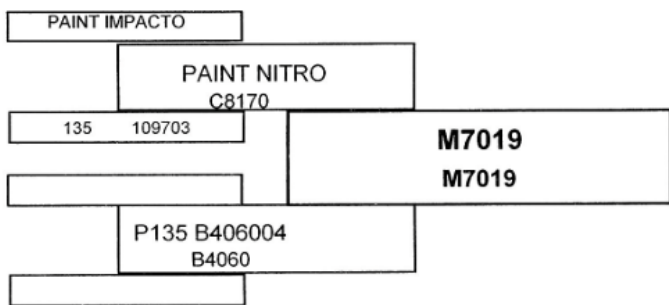 PAINT IMPACTO
PAINT NITRO
C8170
135 109703
M7019
M7019
P135 B406004
B4060